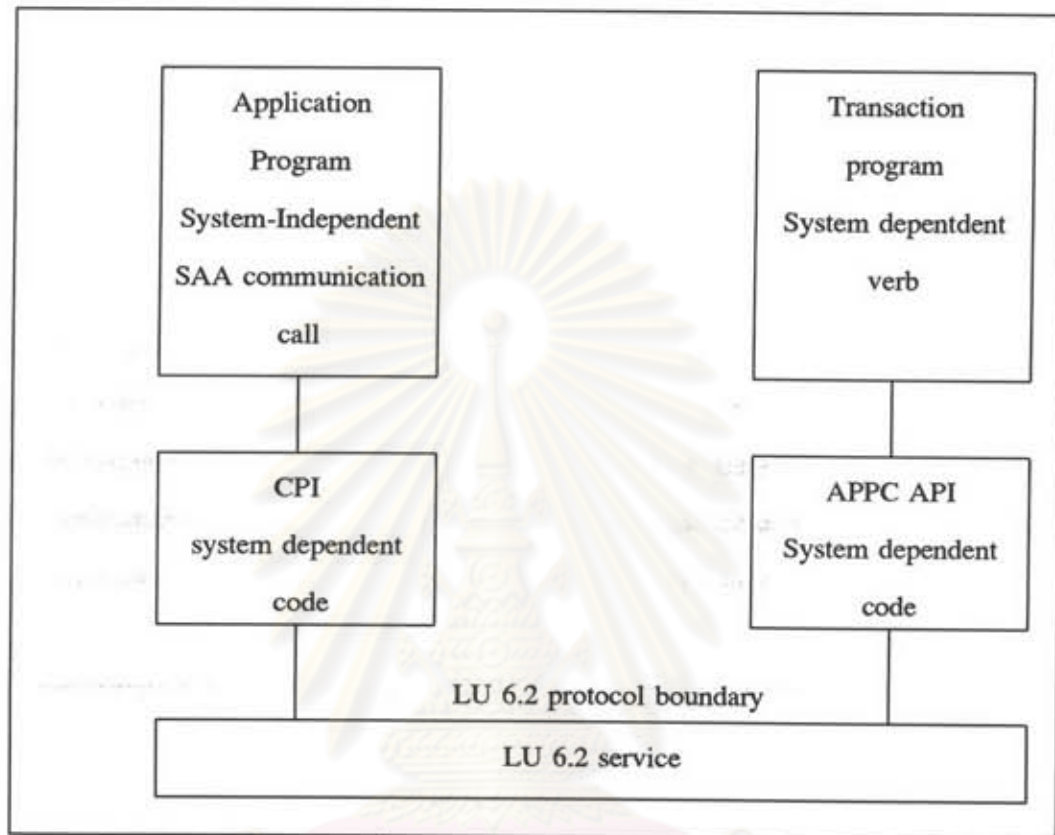 Application
Program
System-Independent
SAA communication
call
Transaction
program
System depentdent
verb
CPI
system dependent
code
APPC API
System dependent
code
LU 6.2 protocol boundary
LU 6.2 service